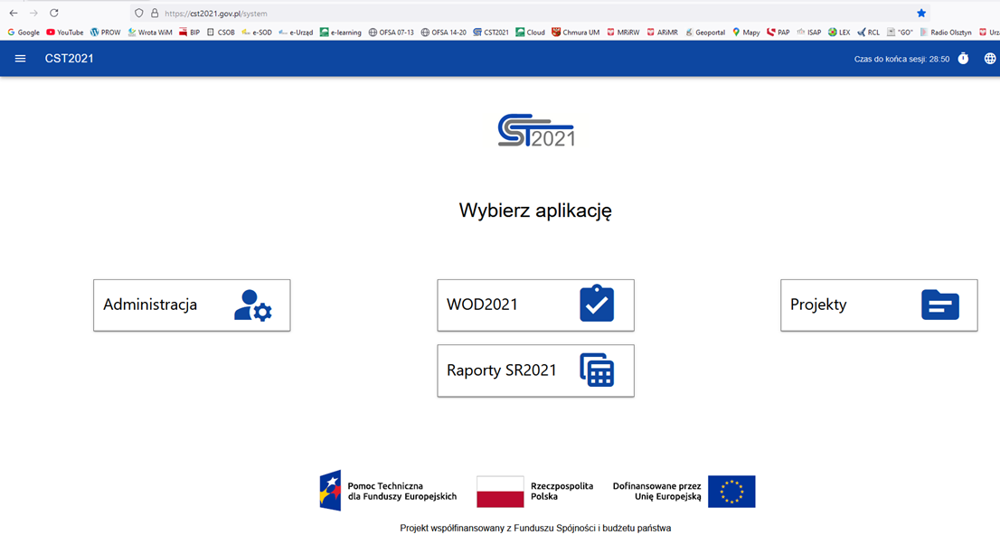 https://cst2021.gov.pl/system
Google YouTube PROW Wrota WiM BIP CSOB e-SOD e-Urząd e-learning OFSA 07-13 OFSA 14-20 CST2021 Cloud Chmura UM MRiRW ARiMR Geoportal Mapy PAP ISAP LEX RCL "GO" Radio Olsztyn Urz
CST2021
Czas do końca sesji: 28:50
CST2021
Wybierz aplikację
Administracja
WOD2021
Projekty
Raporty SR2021
Pomoc Techniczna
dla Funduszy Europejskich
Rzeczpospolita
Polska
Dofinansowane przez
Unię Europejską
Projekt współfinansowany z Funduszu Spójności i budżetu państwa